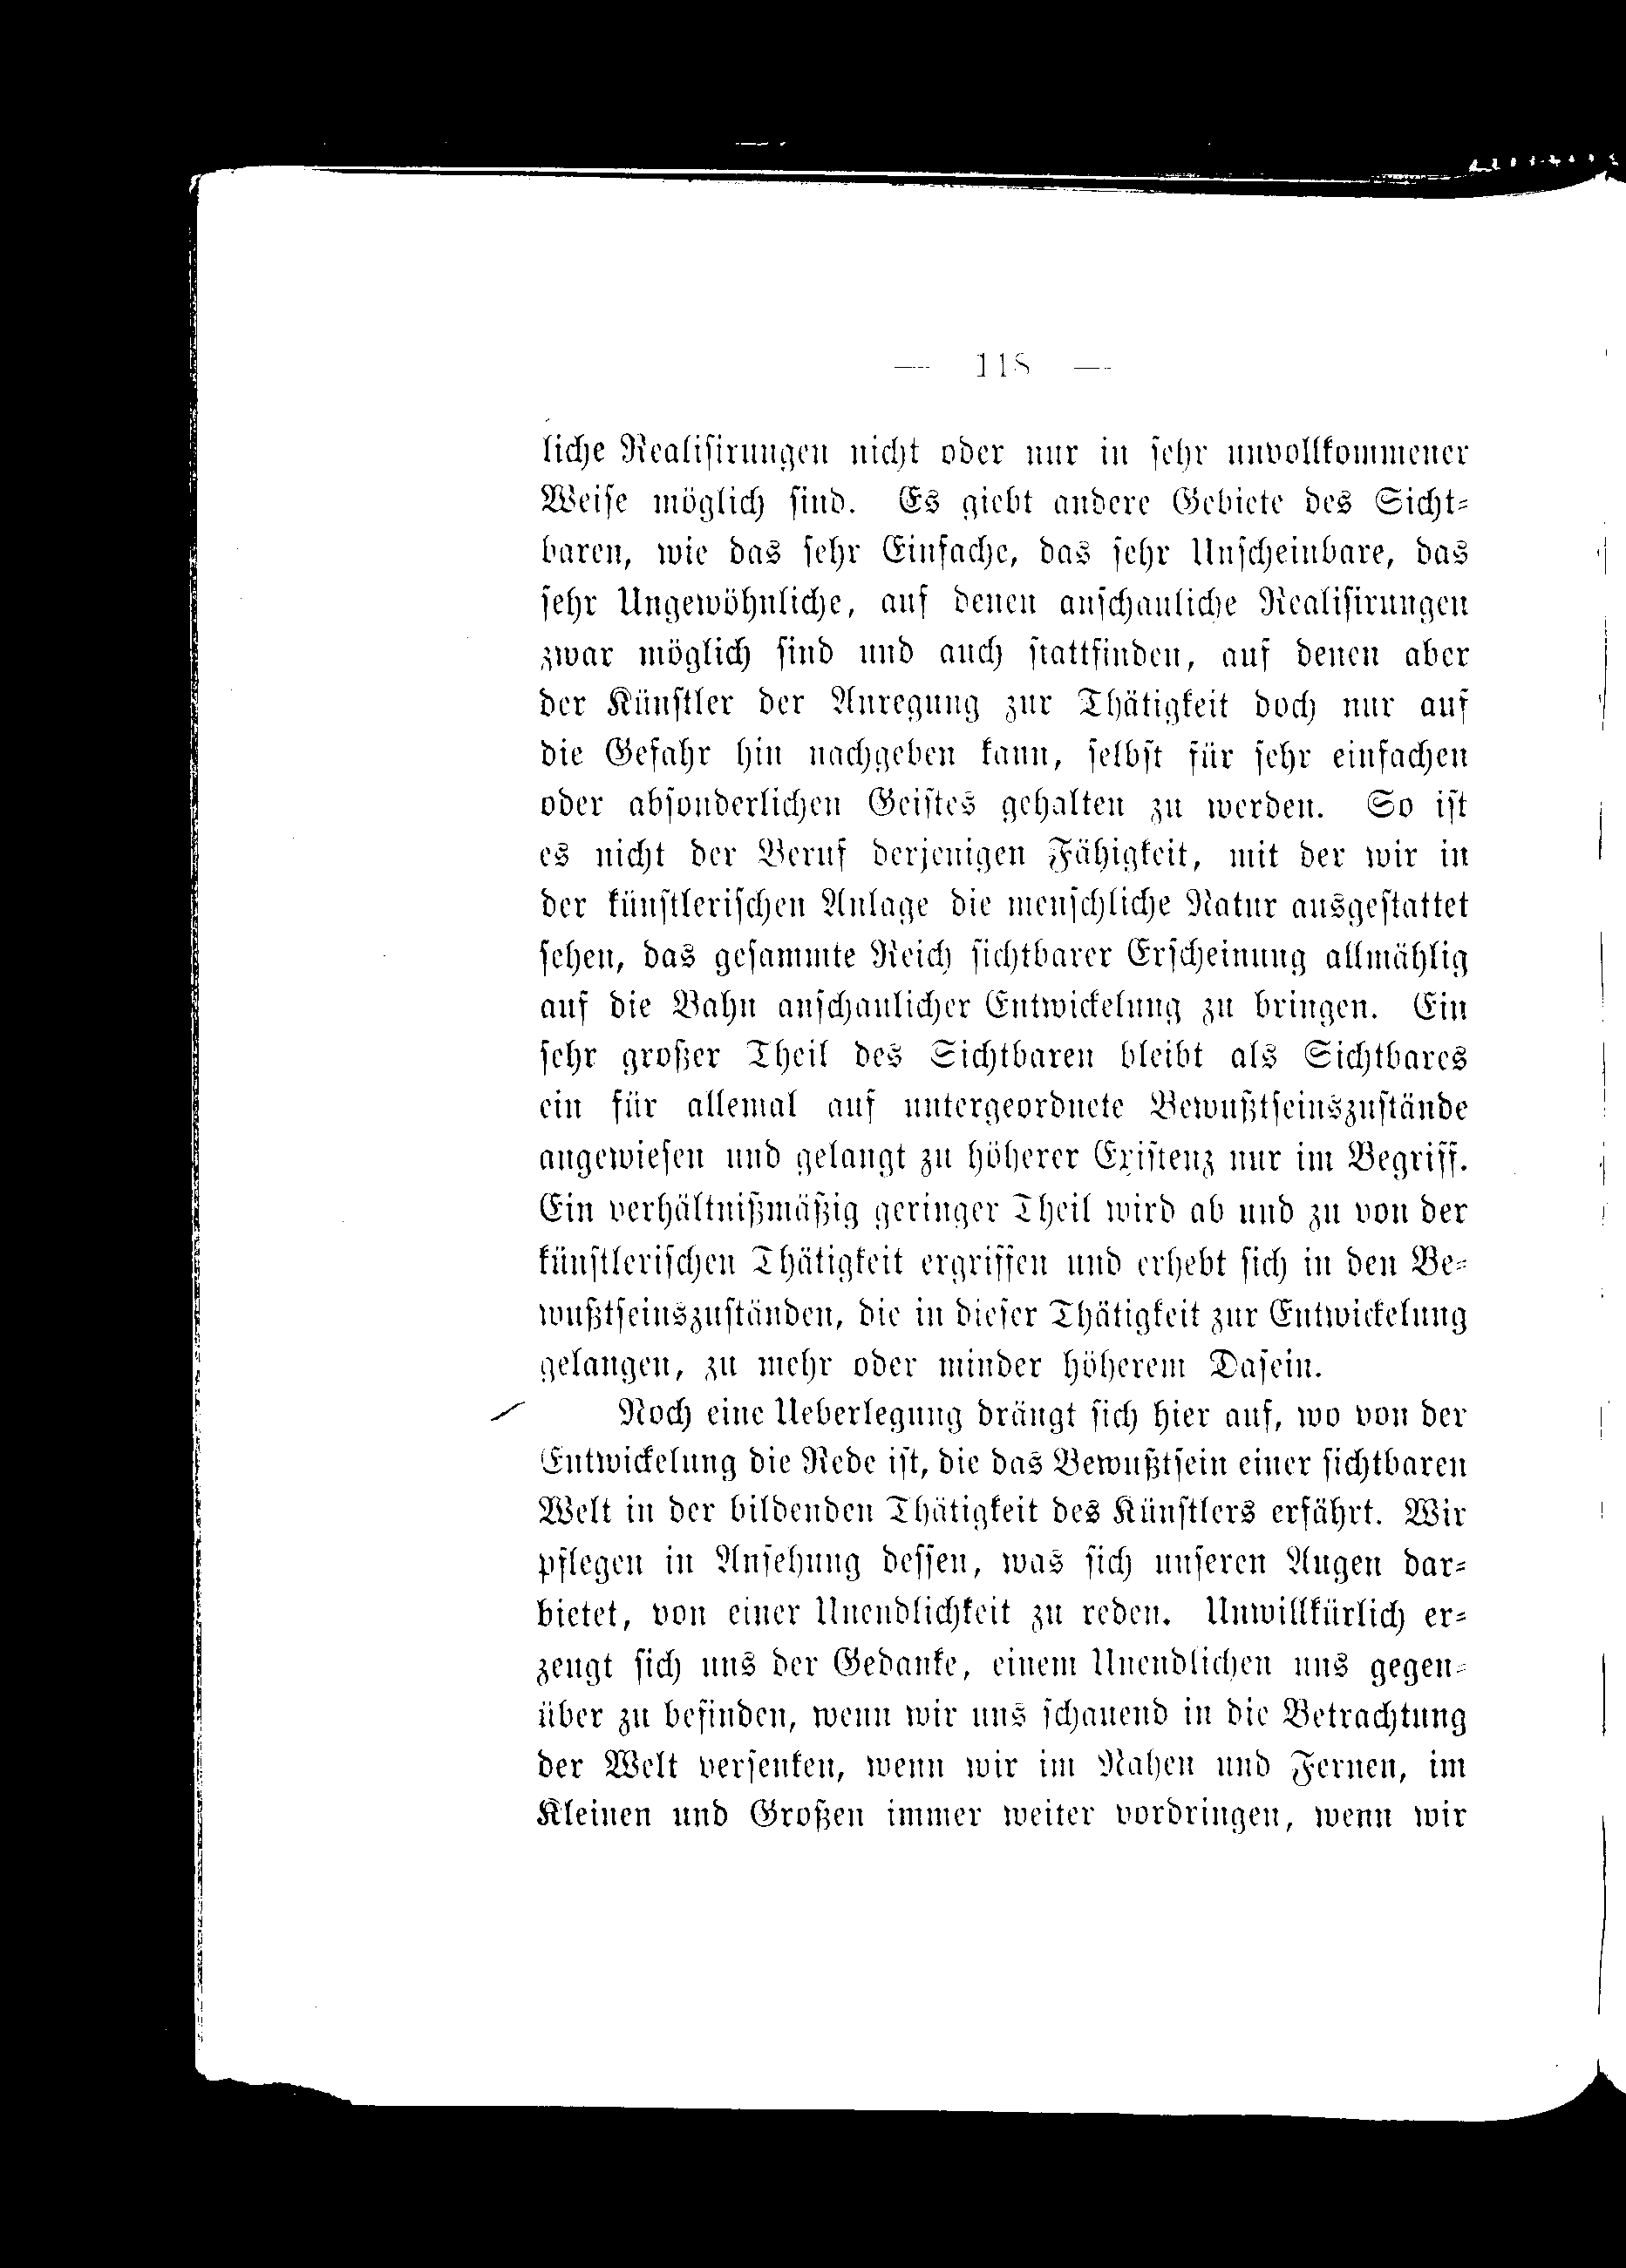 — 118 —
liche Realisirungen nicht oder nur in sehr unvollkommener
Weise möglich sind. Es giebt andere Gebiete des Sicht-
baren, wie das sehr Einfache, das sehr Unscheinbare, das
sehr Ungewöhnliche, auf denen anschauliche Realisirungen
zwar möglich sind und auch stattfinden, auf denen aber
der Künstler der Anregung zur Thätigkeit doch nur auf
die Gefahr hin nachgeben kann, selbst für sehr einfachen
oder absonderlichen Geistes gehalten zu werden. So ist
es nicht der Beruf derjenigen Fähigkeit, mit der wir in
der künstlerischen Anlage die menschliche Natur ausgestattet
sehen, das gesammte Reich sichtbarer Erscheinung allmählig
auf die Bahn anschaulicher Entwickelung zu bringen. Ein
sehr großer Theil des Sichtbaren bleibt als Sichtbares
ein für allemal auf untergeordnete Bewußtseinszustände
angewiesen und gelangt zu höherer Existenz nur im Begriff.
Ein verhältnißmäßig geringer Theil wird ab und zu von der
künstlerischen Thätigkeit ergriffen und erhebt sich in den Be-
wußtseinszuständen, die in dieser Thätigkeit zur Entwickelung
gelangen, zu mehr oder minder höherem Dasein.
Noch eine Ueberlegung drängt sich hier auf, wo von der
Entwickelung die Rede ist, die das Bewußtsein einer sichtbaren
Welt in der bildenden Thätigkeit des Künstlers erfährt. Wir
pflegen in Ansehung dessen, was sich unseren Augen dar-
bietet, von einer Unendlichkeit zu reden. Unwillkürlich er-
zeugt sich uns der Gedanke, einem Unendlichen uns gegen-
über zu befinden, wenn wir uns schauend in die Betrachtung
der Welt versenken, wenn wir im Nahen und Fernen, im
Kleinen und Großen immer weiter vordringen, wenn wir